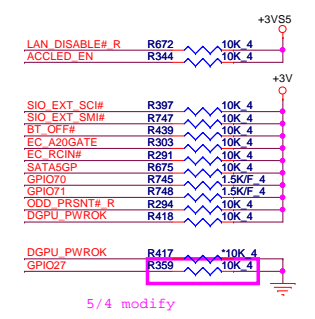 +3VS5
LAN_DISABLE#_R R672 10K_4
ACCLED_EN R344 10K_4
+3V
SIO_EXT_SCI# R397 10K_4
SIO_EXT_SMI# R747 10K_4
BT_OFF# R439 10K_4
EC_A20GATE R303 10K_4
EC_RCIN# R291 10K_4
SATA5GP R675 10K_4
GPIO70 R745 1.5K/F_4
GPIO71 R748 1.5K/F_4
ODD_PRSNT#_R R294 10K_4
DGPU_PWROK R418 10K_4
DGPU_PWROK R417 *10K_4
GPIO27 R359 10K_4
5/4 modify